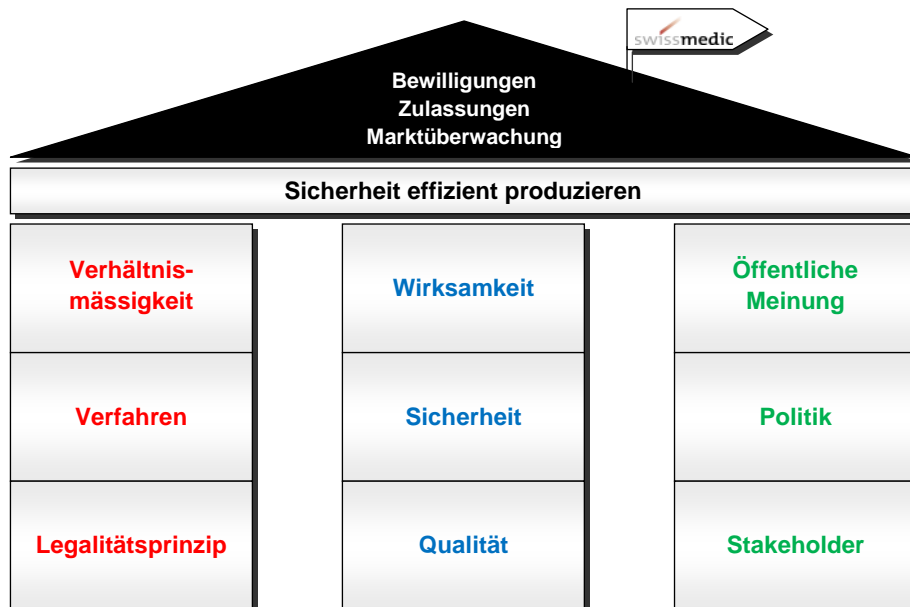 swissmedic
Bewilligungen
Zulassungen
Marktüberwachung
Sicherheit effizient produzieren
Verhältnis-
mässigkeit
Wirksamkeit
Öffentliche
Meinung
Verfahren
Sicherheit
Politik
Legalitätsprinzip
Qualität
Stakeholder